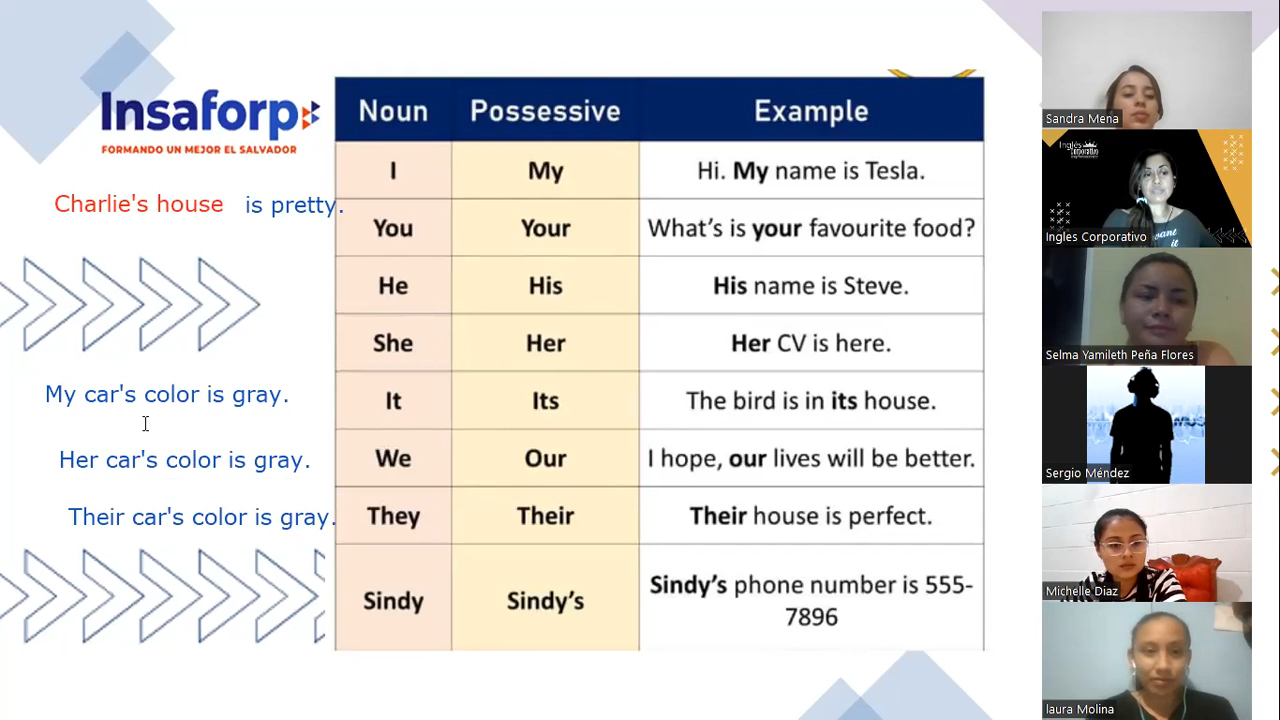 Insaforp
FORMANDO UN MEJOR EL SALVADOR
Charlie's house is pretty.
My car's color is gray.
Her car's color is gray.
Their car's color is gray.
Noun Possessive Example
I My Hi. My name is Tesla.
You Your What's is your favourite food?
He His His name is Steve.
She Her Her CV is here.
It Its The bird is in its house.
We Our I hope, our lives will be better.
They Their Their house is perfect.
Sindy Sindy's Sindy's phone number is 555-
7896
Sandra Mena
Inglés
Corporativo
want
it
Ingles Corporativo
Selma Yamileth Peña Flores
Sergio Méndez
Michelle Diaz
laura Molina